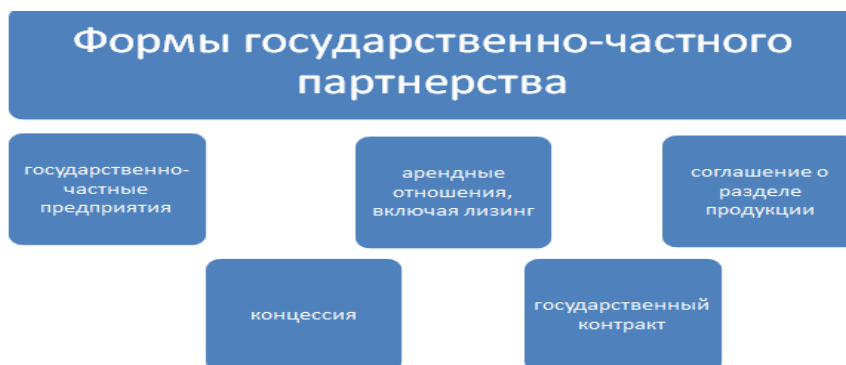 Формы государственно-частного
партнерства
государственно-
частные
предприятия
арендные
отношения,
включая лизинг
соглашение о
разделе
продукции
концессия
государственный
контракт